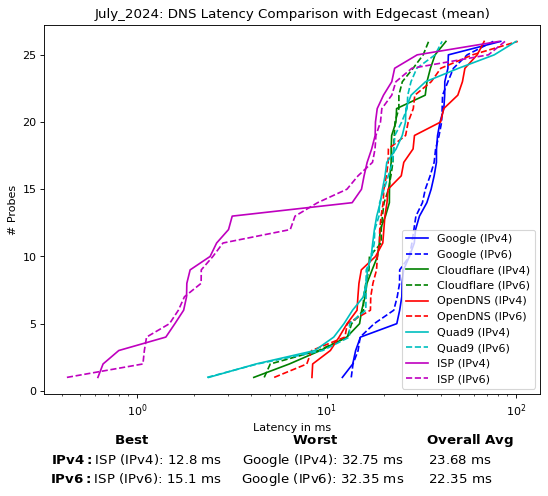 July_2024: DNS Latency Comparison with Edgecast (mean)
# Probes
25
20
15
10
5
0
10^0
10^1
10^2
Latency in ms
Google (IPv4)
Google (IPv6)
Cloudflare (IPv4)
Cloudflare (IPv6)
OpenDNS (IPv4)
OpenDNS (IPv6)
Quad9 (IPv4)
Quad9 (IPv6)
ISP (IPv4)
ISP (IPv6)
Best Worst Overall Avg
IPv4: ISP (IPv4): 12.8 ms Google (IPv4): 32.75 ms 23.68 ms
IPv6: ISP (IPv6): 15.1 ms Google (IPv6): 32.35 ms 22.35 ms